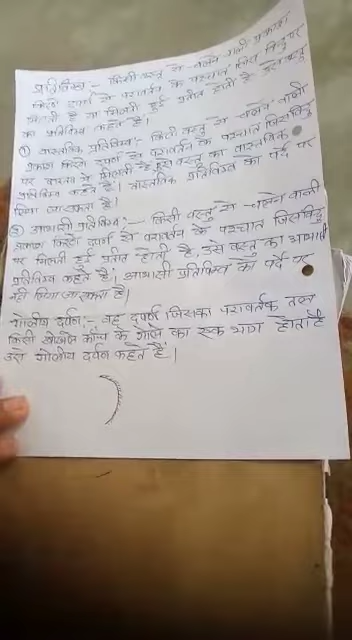 प्रतिबिम्ब :- किसी वस्तु से चलने वाली प्रकाश
किसी दर्पण से परावर्तन के पश्चात जिस बिंदु पर
मिलती है या मिलती हुई प्रतीत होती है उस वस्तु
का प्रतिबिम्ब कहते हैं।
① वास्तविक प्रतिबिम्ब :- किसी वस्तु से चलने वाली
प्रकाश किसी दर्पण से परावर्तन के पश्चात जिस बिंदु
पर वास्तव में मिलती है, उस वस्तु का वास्तविक
प्रतिबिम्ब कहते हैं। वास्तविक प्रतिबिम्ब को पर्दे पर
लिया जा सकता है।
② आभासी प्रतिबिम्ब :- किसी वस्तु से चलने वाली
प्रकाश किसी दर्पण से परावर्तन के पश्चात जिस बिंदु
पर मिलती हुई प्रतीत होती है, उसे वस्तु का आभासी
प्रतिबिम्ब कहते हैं। आभासी प्रतिबिम्ब को पर्दे पर
नहीं लिया जा सकता है।
गोलीय दर्पण :- वह दर्पण जिसका परावर्तक तल
किसी खोखले काँच के गोले का एक भाग होता है
उसे गोलीय दर्पण कहते हैं।